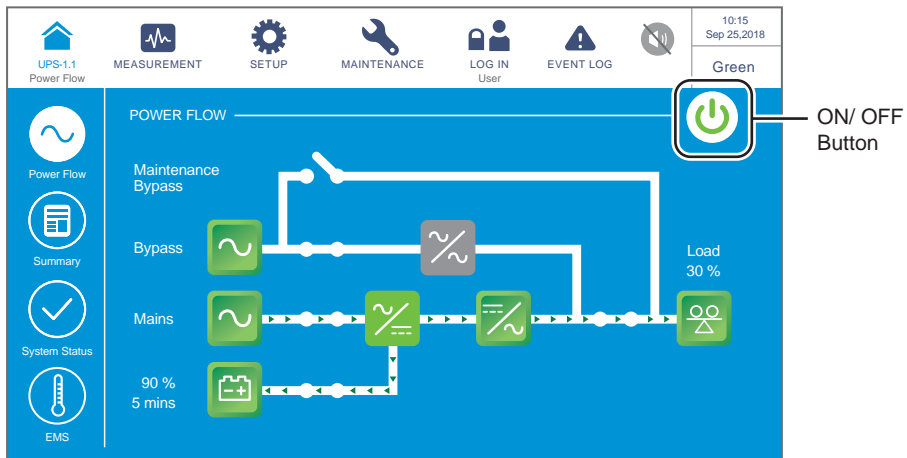 10:15
Sep 25,2018
UPS-1.1
MEASUREMENT
SETUP
MAINTENANCE
LOG IN
EVENT LOG
Power Flow
User
Green
POWER FLOW
ON/ OFF
Button
Power Flow
Maintenance
Bypass
Summary
Bypass
Load
30 %
Mains
System Status
90 %
5 mins
EMS